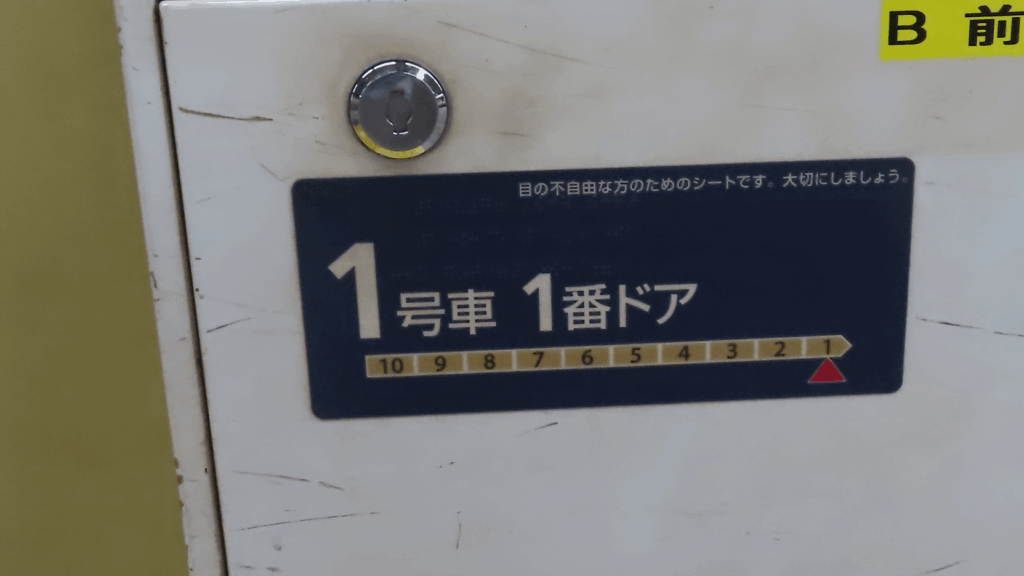 B 前
目の不自由な方のためのシートです。大切にしましょう。
1号車 1番ドア
10 9 8 7 6 5 4 3 2 1